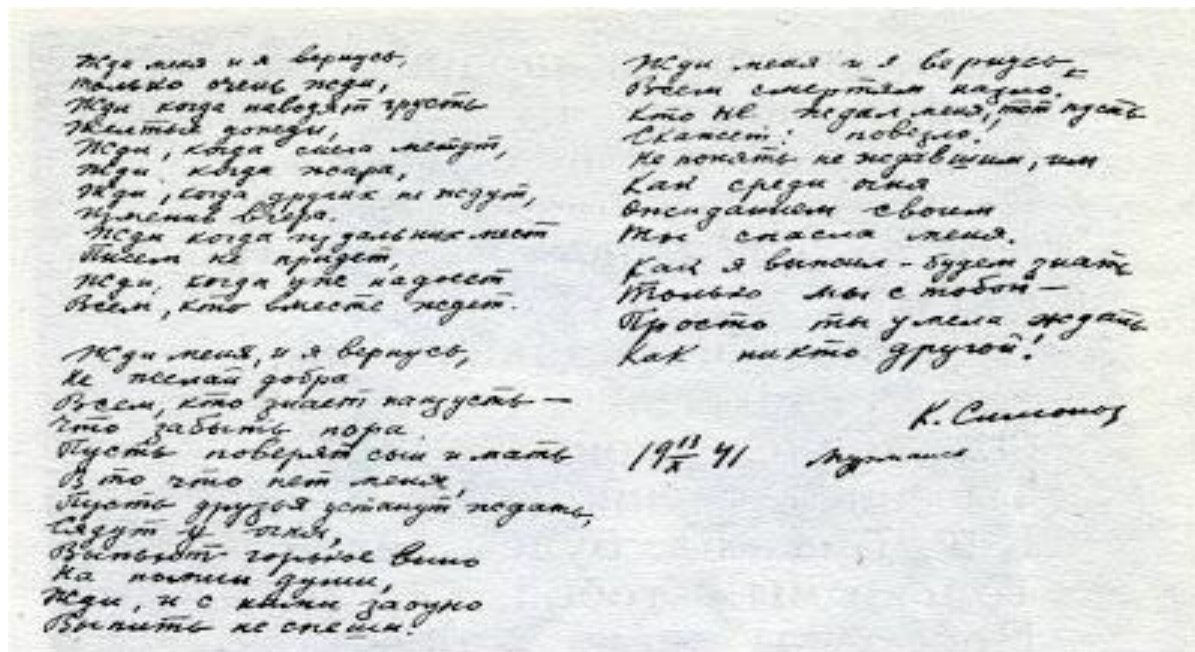 Жди меня и я вернусь,
только очень жди,
Жди когда наводят грусть
Желтые дожди,
Жди, когда снега метут,
Жди когда жара,
Жди, когда других не ждут,
Изменив вчера.
Жди когда из дальних мест
Писем не придет,
Жди, когда уже надоест
Всем, кто вместе ждет.
Жди меня, и я вернусь,
Не желай добра
Всем, кто знает наизусть —
Что забыть пора.
Пусть поверят сын и мать
В то что нет меня,
Пусть друзья устанут ждать,
Сядут у огня,
Выпьют горькое вино
На помин души,
Жди, и с ними заодно
Выпить не спеши.
Жди меня и я вернусь
Всем смертям назло.
Кто не ждал меня, тот пусть
Скажет: повезло.
Не понять не ждавшим, им
Как среди огня
Ожиданием своим
Ты спасла меня.
Как я выжил – будем знать
Только мы с тобой —
Просто ты умела ждать
Как никто другой!
К. Симонов
19 13/X 41 Мурманск